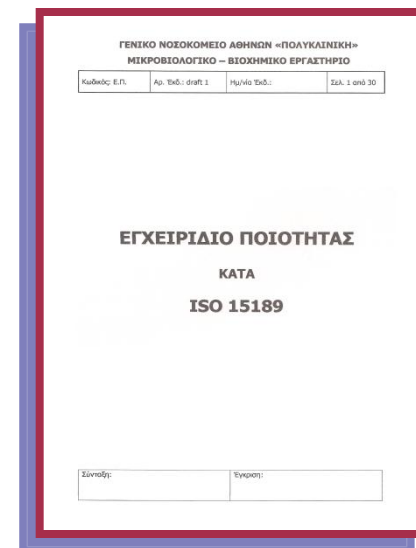 ΓΕΝΙΚΟ ΝΟΣΟΚΟΜΕΙΟ ΑΘΗΝΩΝ «ΠΟΛΥΚΛΙΝΙΚΗ»
ΜΙΚΡΟΒΙΟΛΟΓΙΚΟ – ΒΙΟΧΗΜΙΚΟ ΕΡΓΑΣΤΗΡΙΟ
Κωδικός: Ε.Π. Αρ. Έκδ.: draft 1 Ημ/νία Έκδ.: Σελ. 1 από 30
ΕΓΧΕΙΡΙΔΙΟ ΠΟΙΟΤΗΤΑΣ
ΚΑΤΑ
ISO 15189
Σύνταξη: Έγκριση: